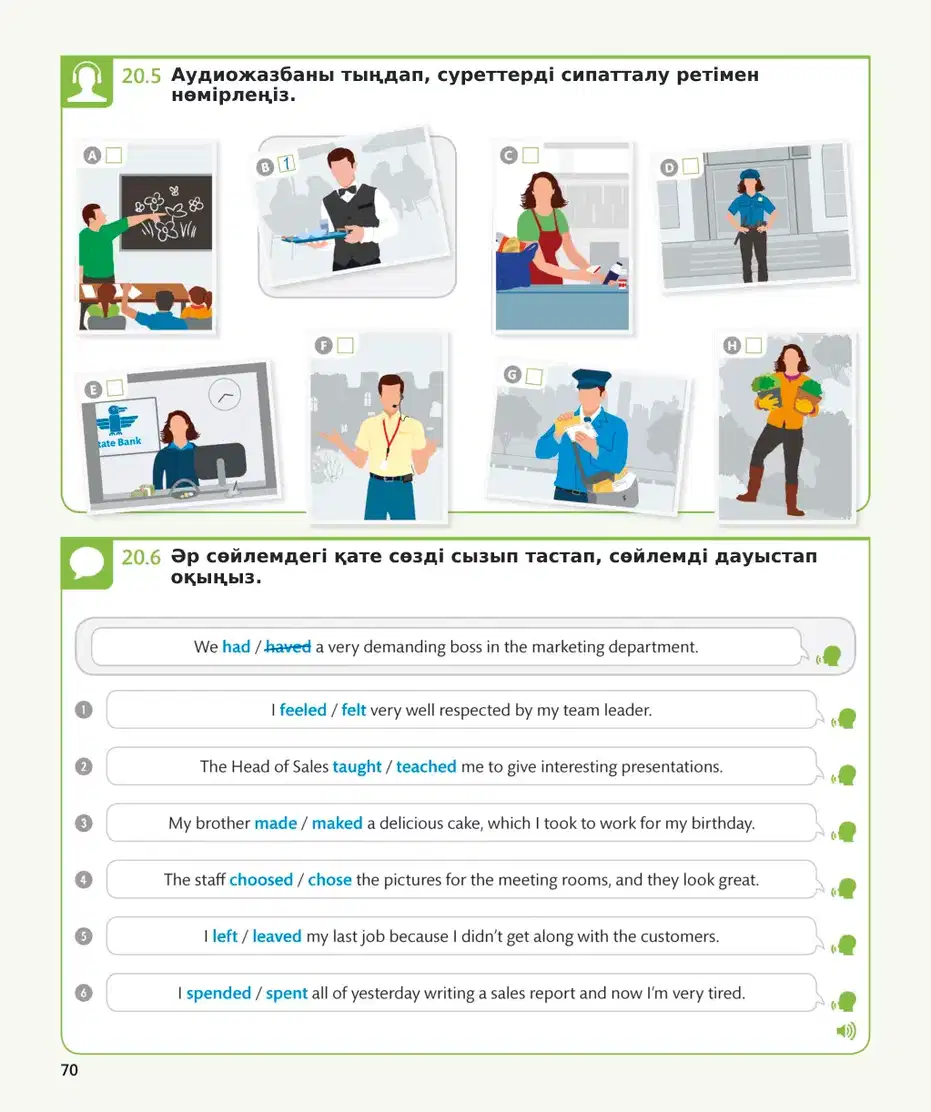 20.5 Аудиожазбаны тыңдап, суреттерді сипатталу ретімен
нөмірлеңіз.
A
B 1
C
D
E
tate Bank
F
G
H
20.6 Әр сөйлемдегі қате сөзді сызып тастап, сөйлемді дауыстап
оқыңыз.
We had / haved a very demanding boss in the marketing department.
1 I feeled / felt very well respected by my team leader.
2 The Head of Sales taught / teached me to give interesting presentations.
3 My brother made / maked a delicious cake, which I took to work for my birthday.
4 The staff choosed / chose the pictures for the meeting rooms, and they look great.
5 I left / leaved my last job because I didn’t get along with the customers.
6 I spended / spent all of yesterday writing a sales report and now I’m very tired.
70